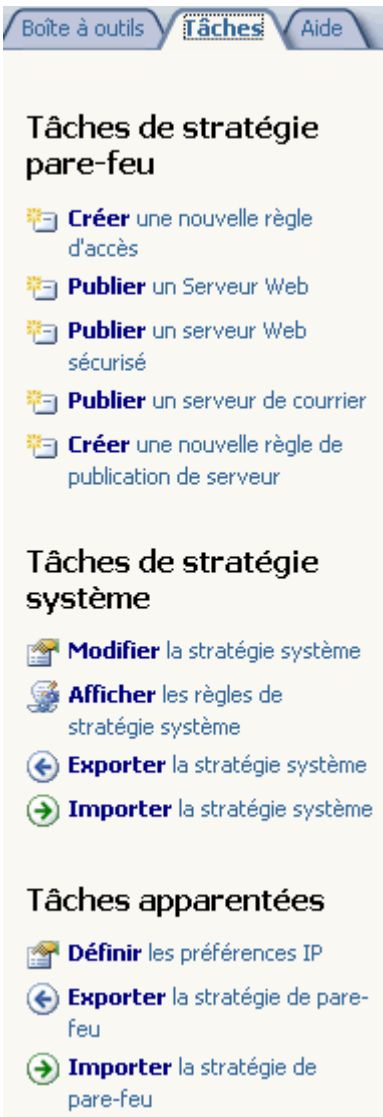 Boîte à outils Tâches Aide
Tâches de stratégie
pare-feu
Créer une nouvelle règle
d'accès
Publier un Serveur Web
Publier un serveur Web
sécurisé
Publier un serveur de courrier
Créer une nouvelle règle de
publication de serveur
Tâches de stratégie
système
Modifier la stratégie système
Afficher les règles de
stratégie système
Exporter la stratégie système
Importer la stratégie système
Tâches apparentées
Définir les préférences IP
Exporter la stratégie de pare-
feu
Importer la stratégie de
pare-feu